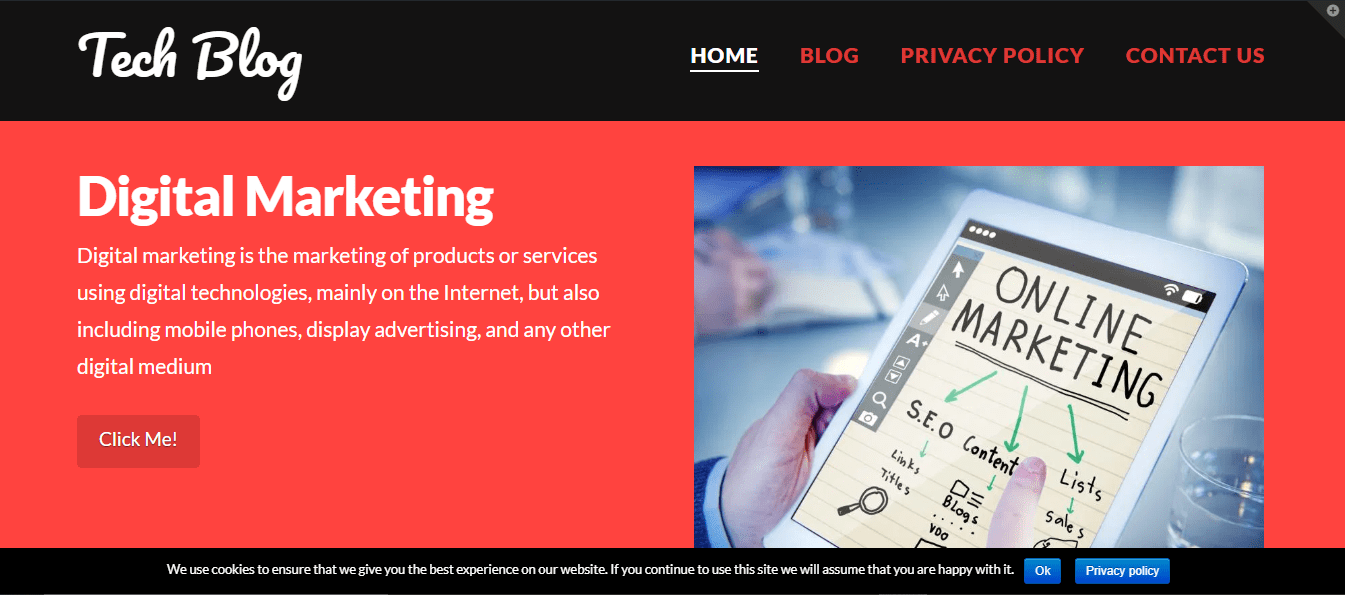 Tech Blog
HOME BLOG PRIVACY POLICY CONTACT US
Digital Marketing
Digital marketing is the marketing of products or services
using digital technologies, mainly on the Internet, but also
including mobile phones, display advertising, and any other
digital medium
Click Me!
ONLINE
MARKETING
S.E.O Content Lists
Links
Titles
Blogs
VDO
Sales
We use cookies to ensure that we give you the best experience on our website. If you continue to use this site we will assume that you are happy with it. Ok Privacy policy